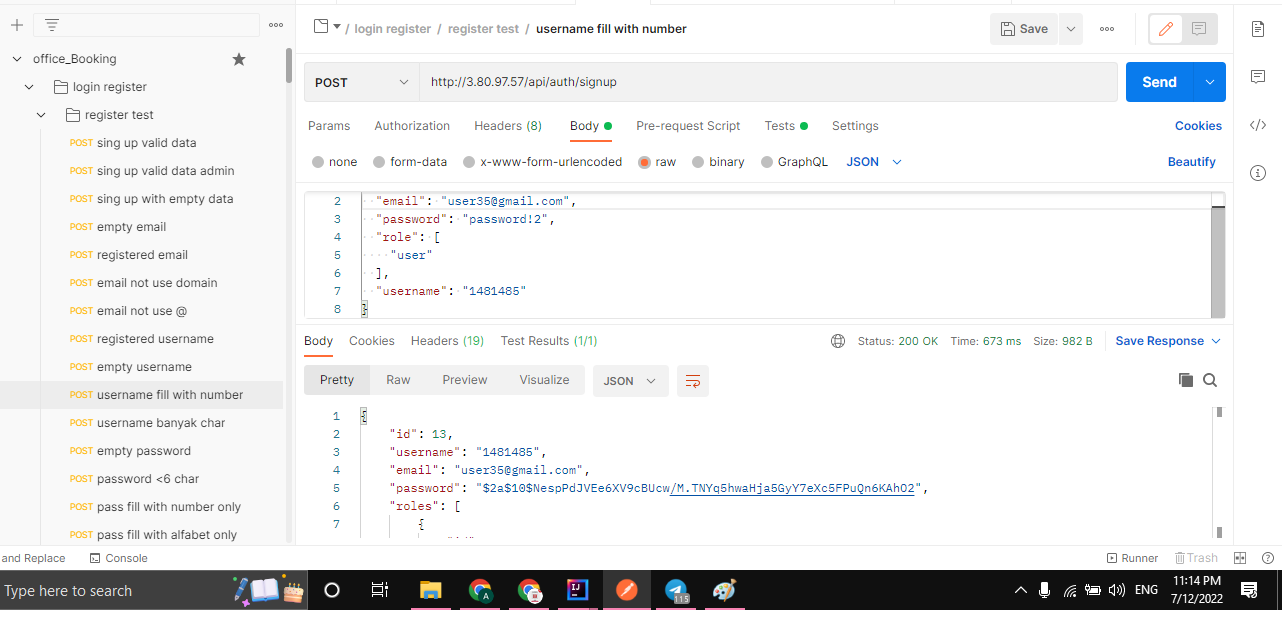 office_Booking
login register
register test
POST sing up valid data
POST sing up valid data admin
POST sing up with empty data
POST empty email
POST registered email
POST email not use domain
POST email not use @
POST registered username
POST empty username
POST username fill with number
POST username banyak char
POST empty password
POST password <6 char
POST pass fill with number only
POST pass fill with alfabet only
/ login register / register test / username fill with number
Save
POST
http://3.80.97.57/api/auth/signup
Send
Params Authorization Headers (8) Body Pre-request Script Tests Settings Cookies
none form-data x-www-form-urlencoded raw binary GraphQL JSON Beautify
2 "email": "user35@gmail.com",
3 "password": "password!2",
4 "role": [
5 "user"
6 ],
7 "username": "1481485"
8 }
Body Cookies Headers (19) Test Results (1/1) Status: 200 OK Time: 673 ms Size: 982 B Save Response
Pretty Raw Preview Visualize JSON
1 {
2 "id": 13,
3 "username": "1481485",
4 "email": "user35@gmail.com",
5 "password": "$2a$10$NespPdJVEe6XV9cBUcw/M.TNYq5hwaHja5GyY7eXc5FPuQn6KAhO2",
6 "roles": [
7 {
and Replace Console Runner Trash
Type here to search
A
115
ENG
11:14 PM
7/12/2022